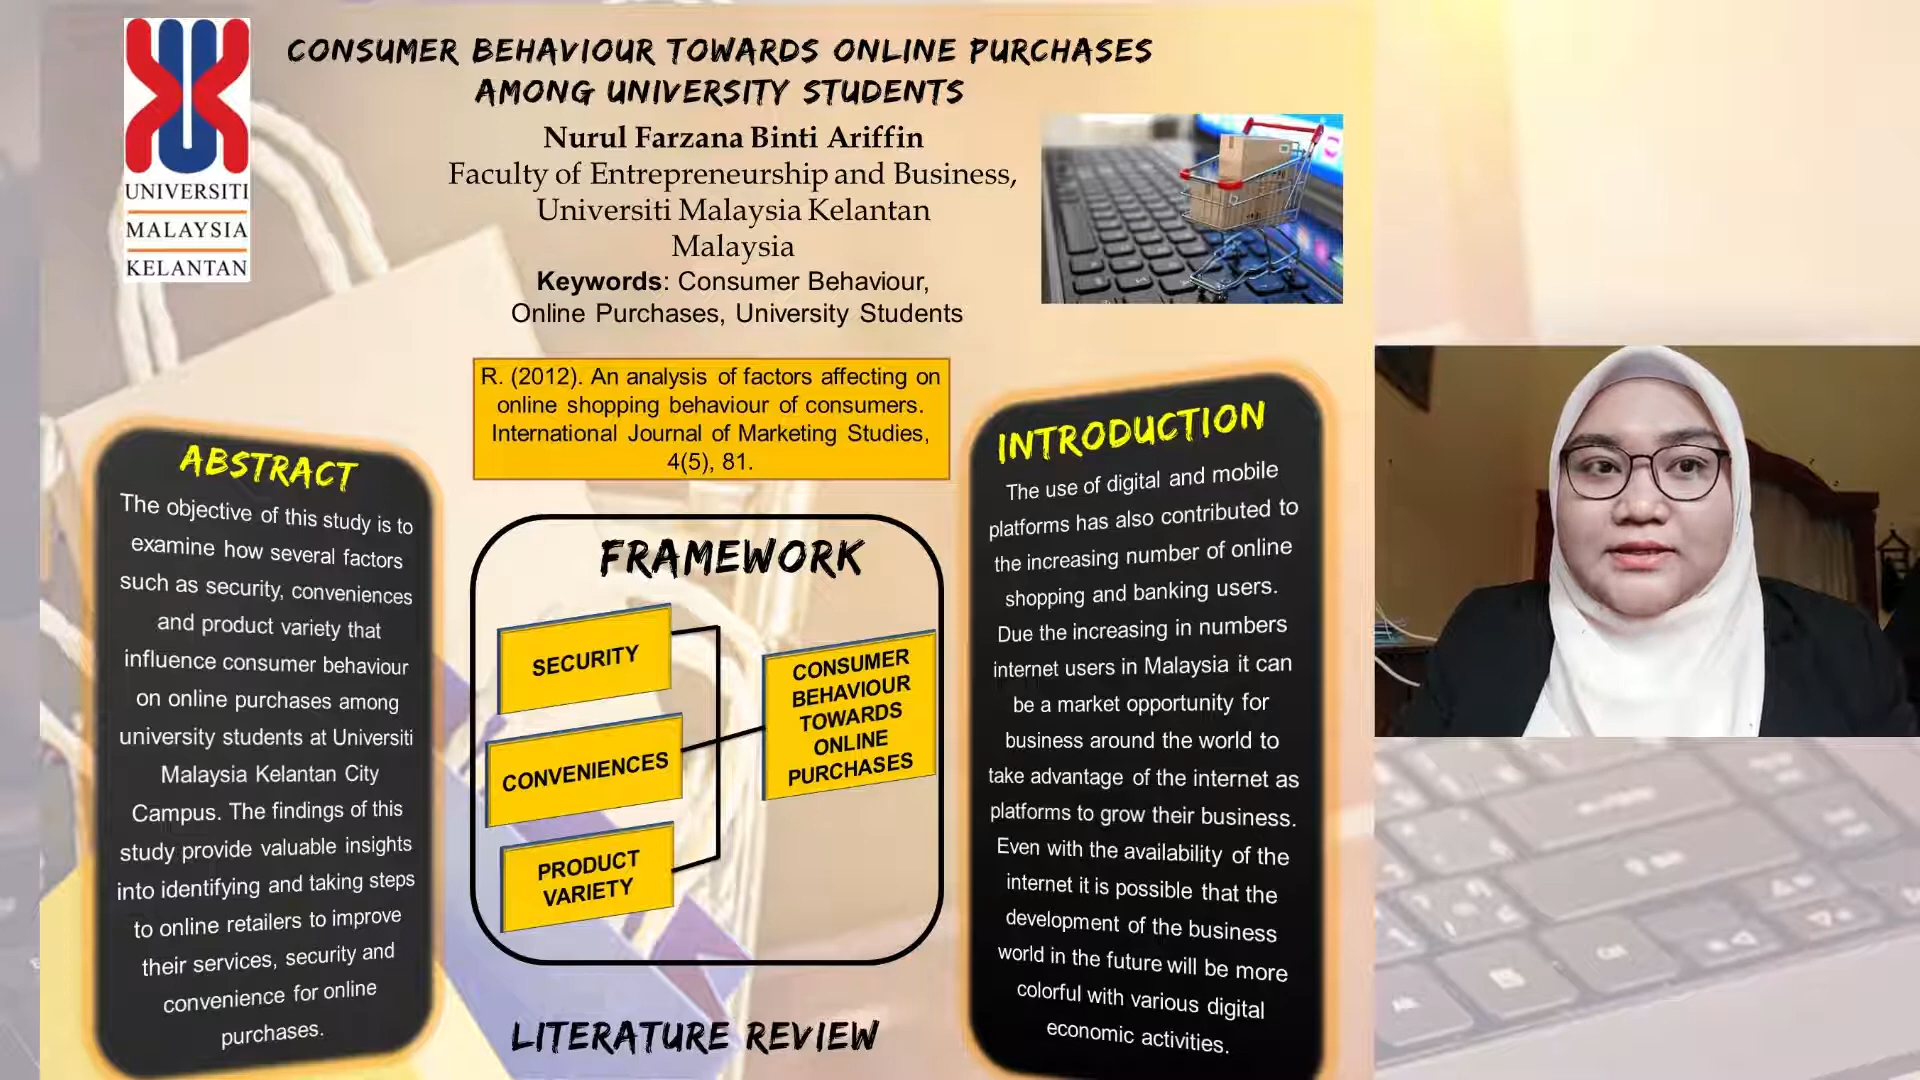 CONSUMER BEHAVIOUR TOWARDS ONLINE PURCHASES
AMONG UNIVERSITY STUDENTS
UNIVERSITI
MALAYSIA
KELANTAN
Nurul Farzana Binti Ariffin
Faculty of Entrepreneurship and Business,
Universiti Malaysia Kelantan
Malaysia
Keywords: Consumer Behaviour,
Online Purchases, University Students
R. (2012). An analysis of factors affecting on
online shopping behaviour of consumers.
International Journal of Marketing Studies,
4(5), 81.
ABSTRACT
The objective of this study is to
examine how several factors
such as security, conveniences
and product variety that
influence consumer behaviour
on online purchases among
university students at Universiti
Malaysia Kelantan City
Campus. The findings of this
study provide valuable insights
into identifying and taking steps
to online retailers to improve
their services, security and
convenience for online
purchases.
FRAMEWORK
SECURITY
CONVENIENCES
PRODUCT
VARIETY
CONSUMER
BEHAVIOUR
TOWARDS
ONLINE
PURCHASES
LITERATURE REVIEW
INTRODUCTION
The use of digital and mobile
platforms has also contributed to
the increasing number of online
shopping and banking users.
Due the increasing in numbers
internet users in Malaysia it can
be a market opportunity for
business around the world to
take advantage of the internet as
platforms to grow their business.
Even with the availability of the
internet it is possible that the
development of the business
world in the future will be more
colorful with various digital
economic activities.